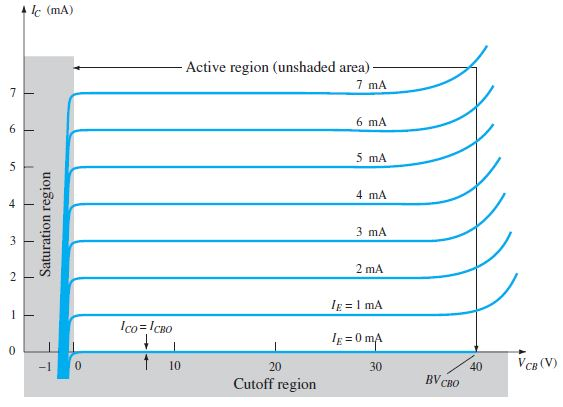 I_C (mA)
Active region (unshaded area)
7 mA
7
6 mA
6
5 mA
5
4 mA
4
3 mA
3
2 mA
2
I_E = 1 mA
1
I_CO = I_CBO
I_E = 0 mA
0
Saturation region
−1 0 10 20 30 40 V_CB (V)
BV_CBO
Cutoff region